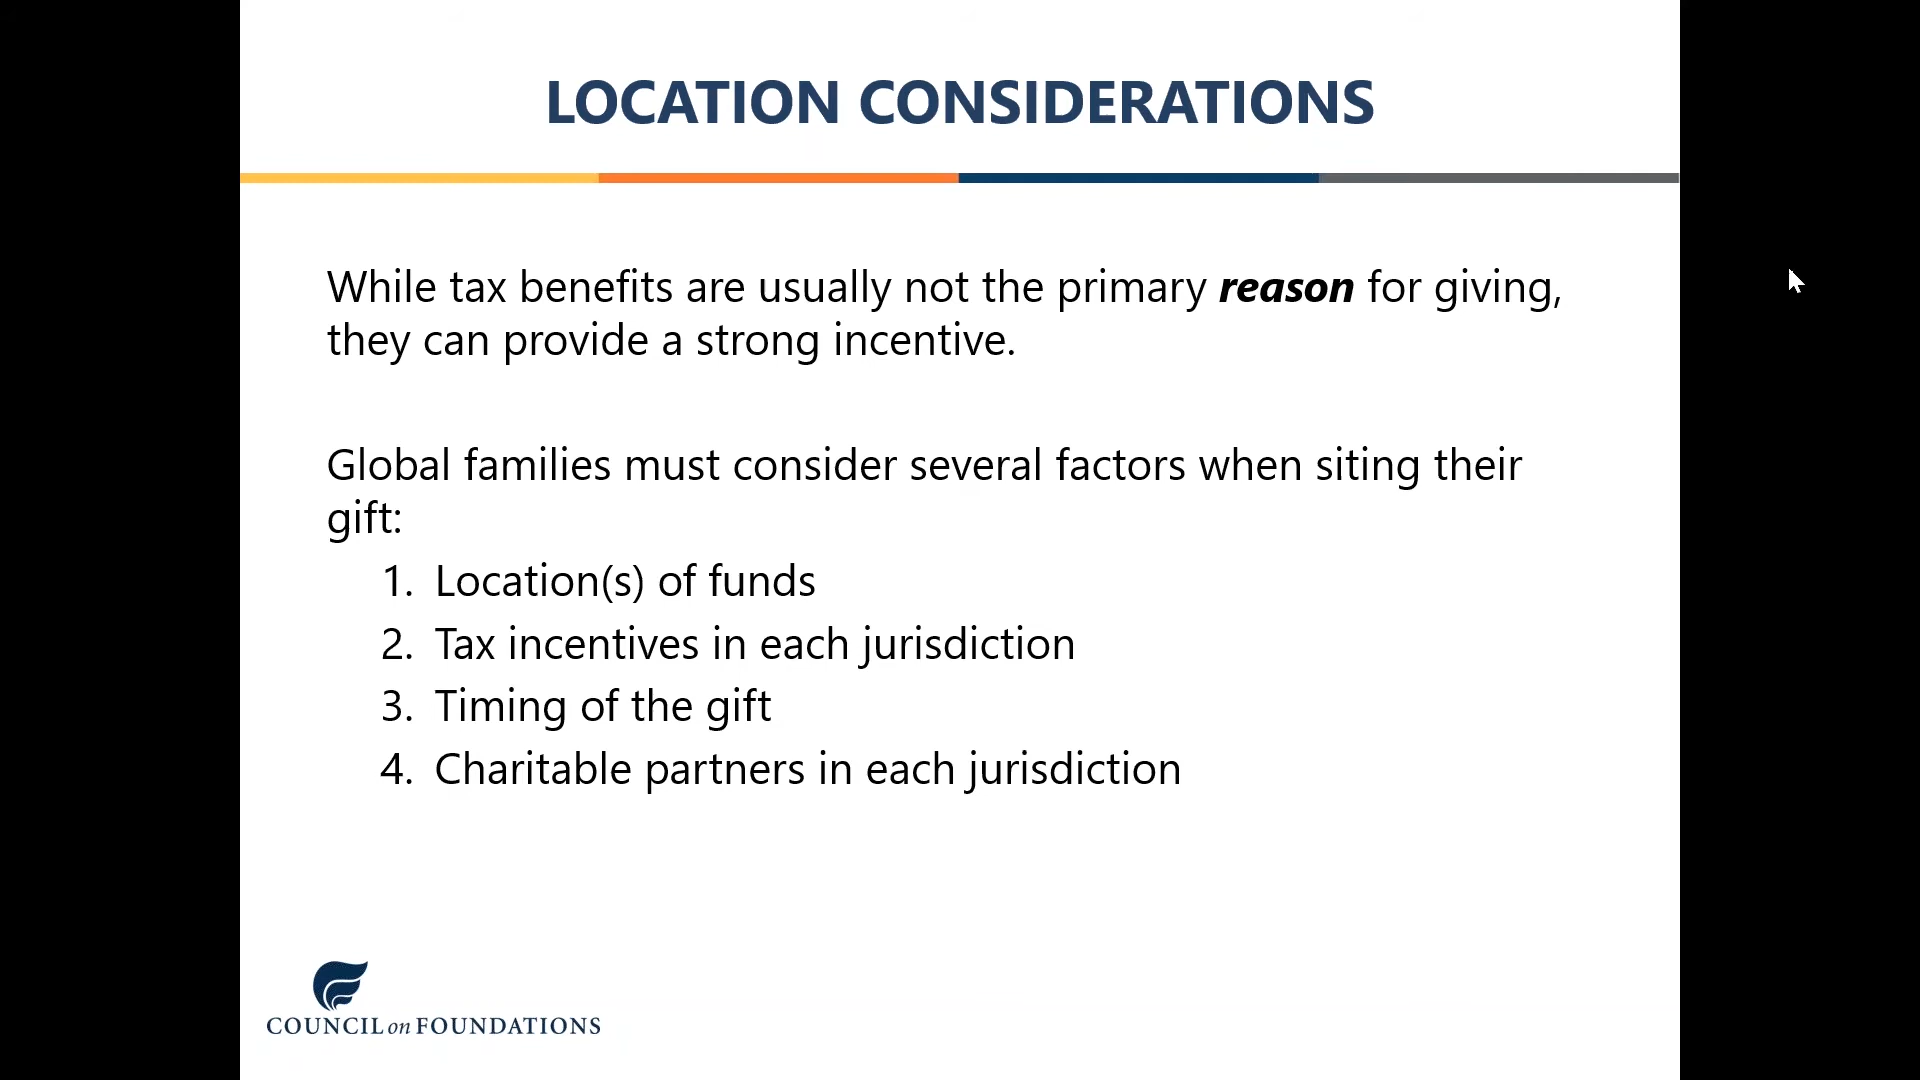 LOCATION CONSIDERATIONS
While tax benefits are usually not the primary reason for giving,
they can provide a strong incentive.
Global families must consider several factors when siting their
gift:
1. Location(s) of funds
2. Tax incentives in each jurisdiction
3. Timing of the gift
4. Charitable partners in each jurisdiction
COUNCIL on FOUNDATIONS